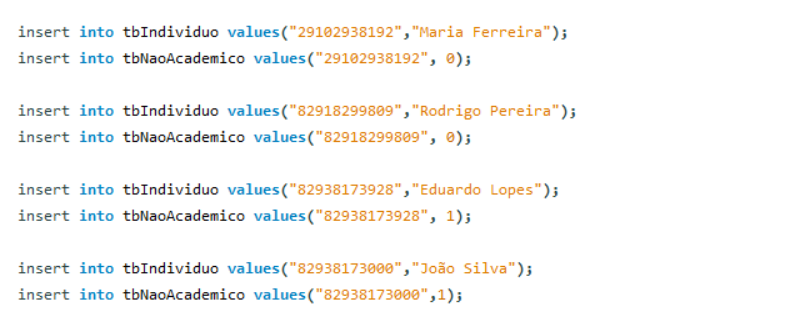 insert into tbIndividuo values("29102938192","Maria Ferreira");
insert into tbNaoAcademico values("29102938192", 0);
insert into tbIndividuo values("82918299809","Rodrigo Pereira");
insert into tbNaoAcademico values("82918299809", 0);
insert into tbIndividuo values("82938173928","Eduardo Lopes");
insert into tbNaoAcademico values("82938173928", 1);
insert into tbIndividuo values("82938173000","João Silva");
insert into tbNaoAcademico values("82938173000",1);